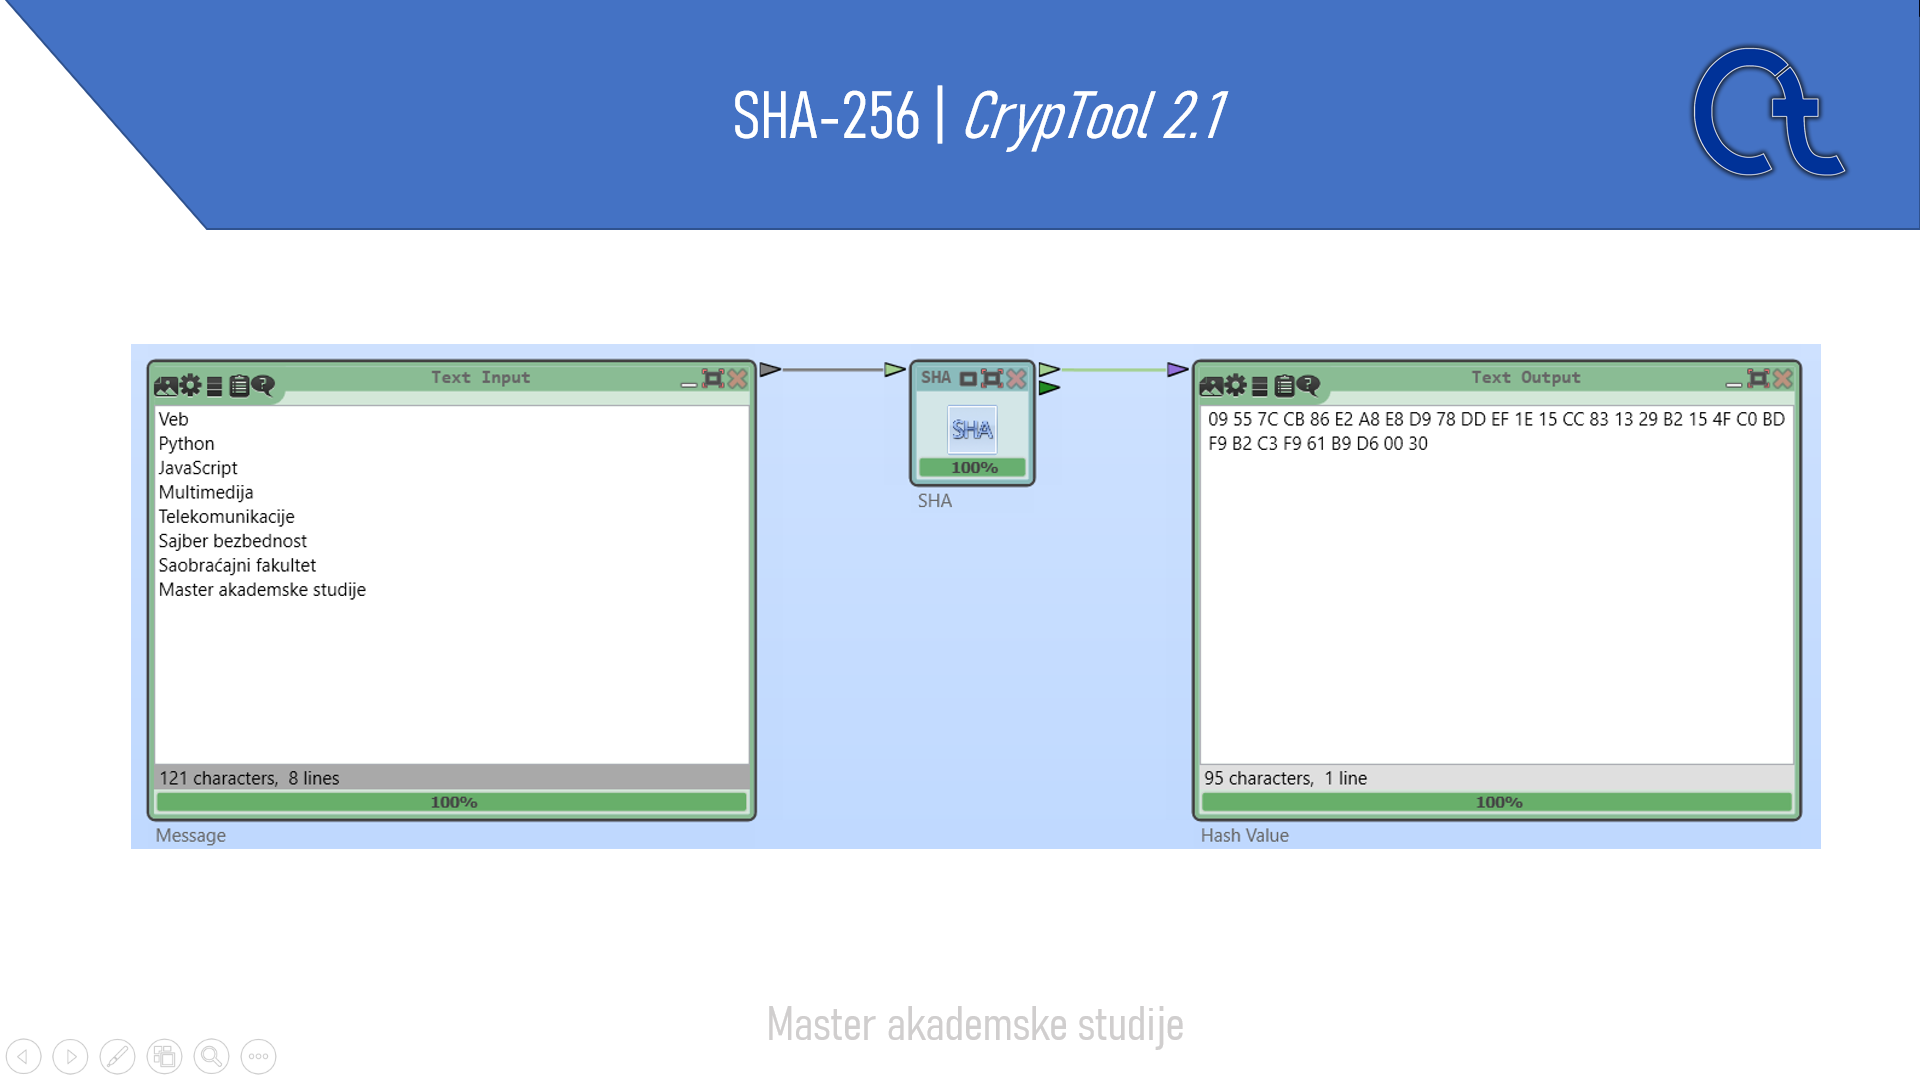 SHA-256 | CrypTool 2.1
Ct
Text Input
Veb
Python
JavaScript
Multimedija
Telekomunikacije
Sajber bezbednost
Saobraćajni fakultet
Master akademske studije
121 characters, 8 lines
100%
Message
SHA
SHA
100%
SHA
Text Output
09 55 7C CB 86 E2 A8 E8 D9 78 DD EF 1E 15 CC 83 13 29 B2 15 4F C0 BD
F9 B2 C3 F9 61 B9 D6 00 30
95 characters, 1 line
100%
Hash Value
Master akademske studije